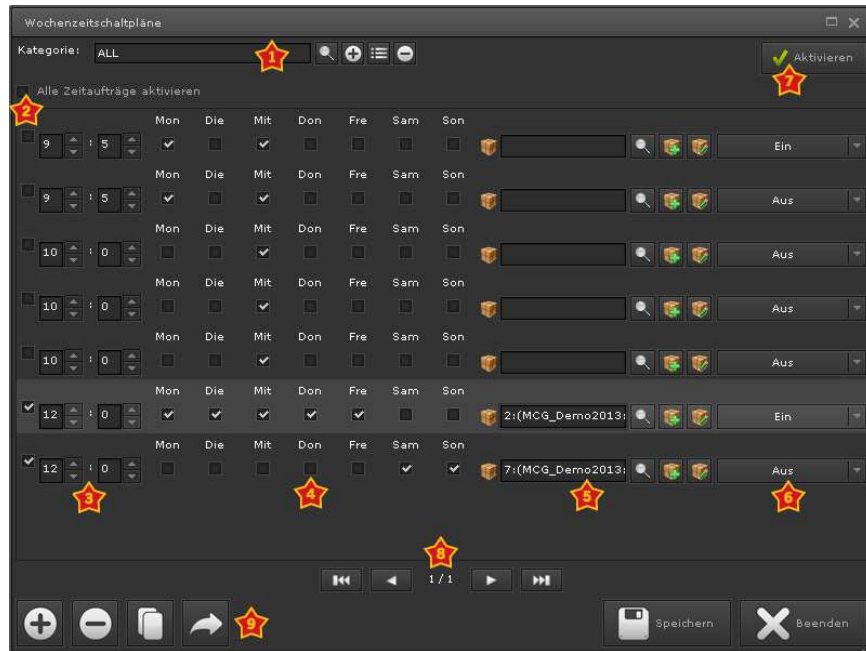 Wochenzeitschaltpläne
Kategorie: ALL 1
Aktivieren
7
Alle Zeitaufträge aktivieren
2
Mon Die Mit Don Fre Sam Son
9 : 5 Ein
Mon Die Mit Don Fre Sam Son
9 : 5 Aus
Mon Die Mit Don Fre Sam Son
10 : 0 Aus
Mon Die Mit Don Fre Sam Son
10 : 0 Aus
Mon Die Mit Don Fre Sam Son
10 : 0 Aus
Mon Die Mit Don Fre Sam Son
12 : 0 2:(MCG_Demo2013: Ein
Mon Die Mit Don Fre Sam Son
12 : 0 7:(MCG_Demo2013: Aus
3 4 5 6
8
1 / 1
9 Speichern Beenden